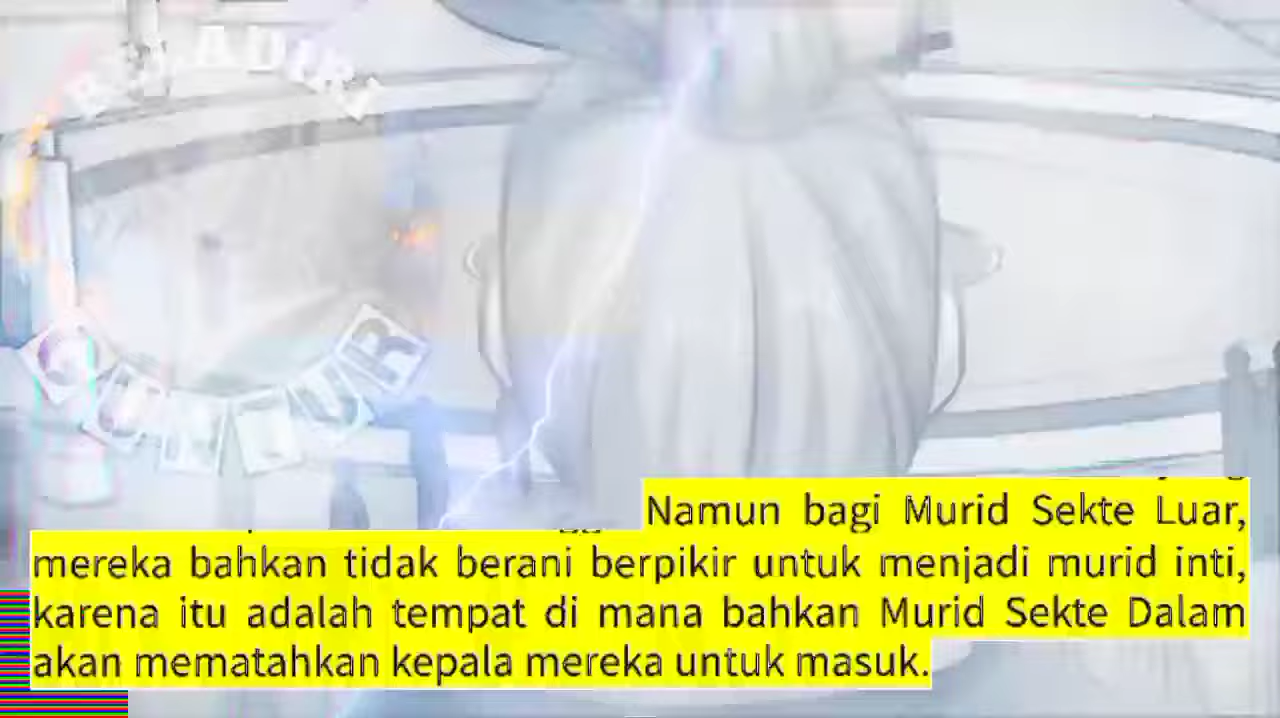 Namun bagi Murid Sekte Luar,
mereka bahkan tidak berani berpikir untuk menjadi murid inti,
karena itu adalah tempat di mana bahkan Murid Sekte Dalam
akan mematahkan kepala mereka untuk masuk.